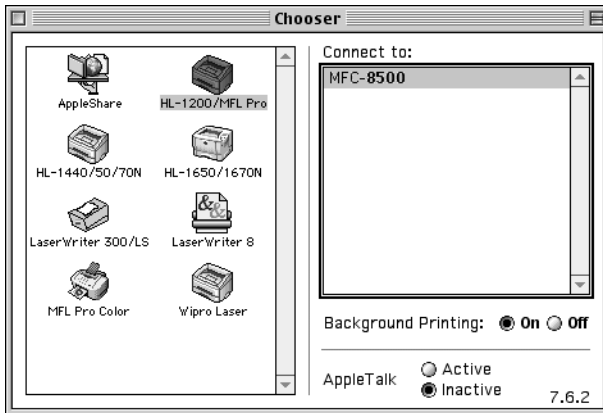 Chooser
AppleShare
HL-1200/MFL Pro
HL-1440/50/70N
HL-1650/1670N
LaserWriter 300/LS
LaserWriter 8
MFL Pro Color
Wipro Laser
Connect to:
MFC-8500
Background Printing: On Off
AppleTalk
Active
Inactive
7.6.2